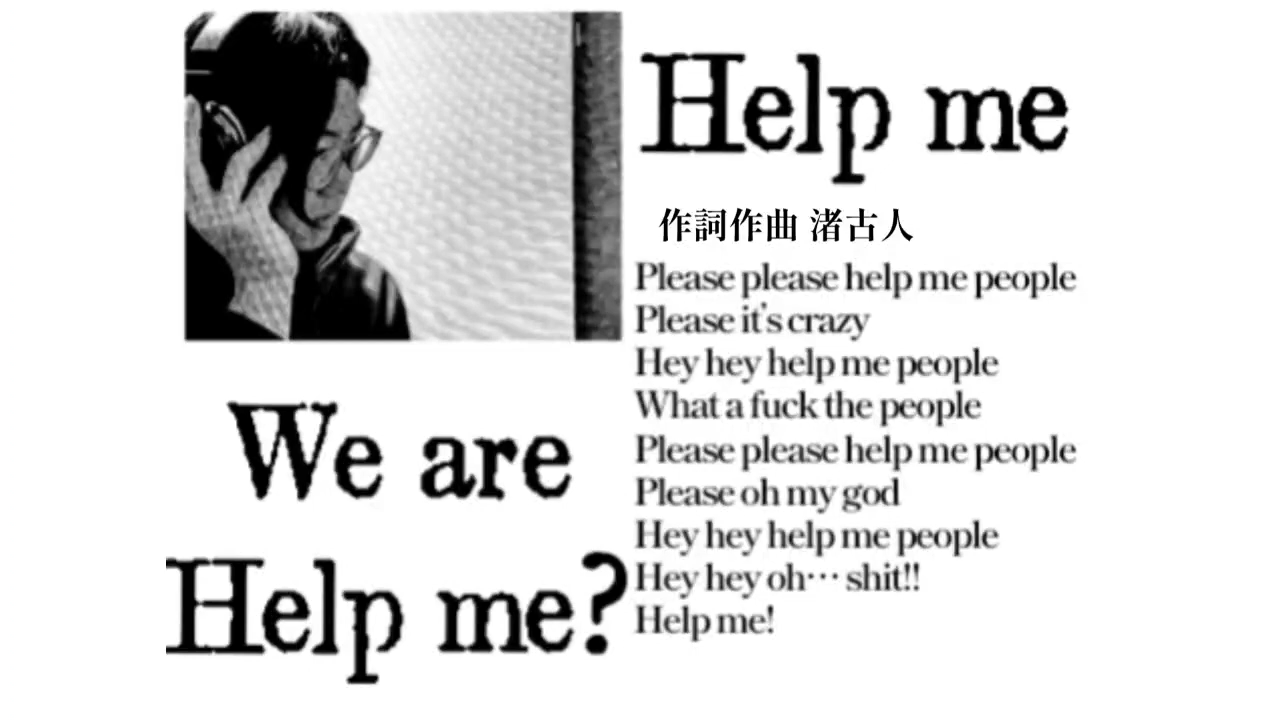 Help me
作詞作曲 渚古人
Please please help me people
Please it's crazy
Hey hey help me people
What a fuck the people
Please please help me people
Please oh my god
Hey hey help me people
Hey hey oh… shit!!
Help me!
We are
Help me?